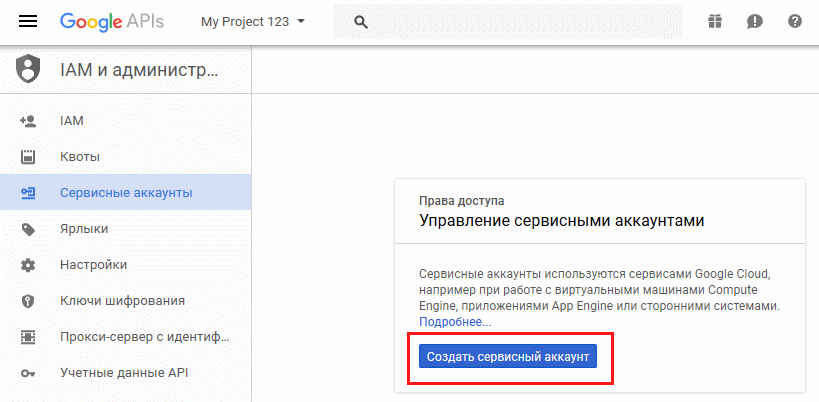 Google APIs
My Project 123
IAM и администр...
IAM
Квоты
Сервисные аккаунты
Ярлыки
Настройки
Ключи шифрования
Прокси-сервер с идентиф...
Учетные данные API
Права доступа
Управление сервисными аккаунтами
Сервисные аккаунты используются сервисами Google Cloud,
например при работе с виртуальными машинами Compute
Engine, приложениями App Engine или сторонними системами.
Подробнее...
Создать сервисный аккаунт